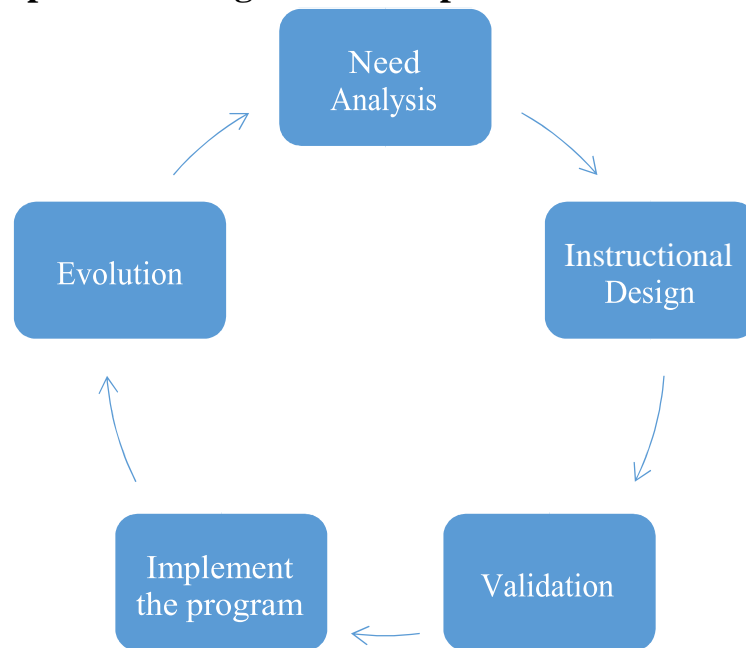 Need
Analysis
Instructional
Design
Validation
Implement
the program
Evolution